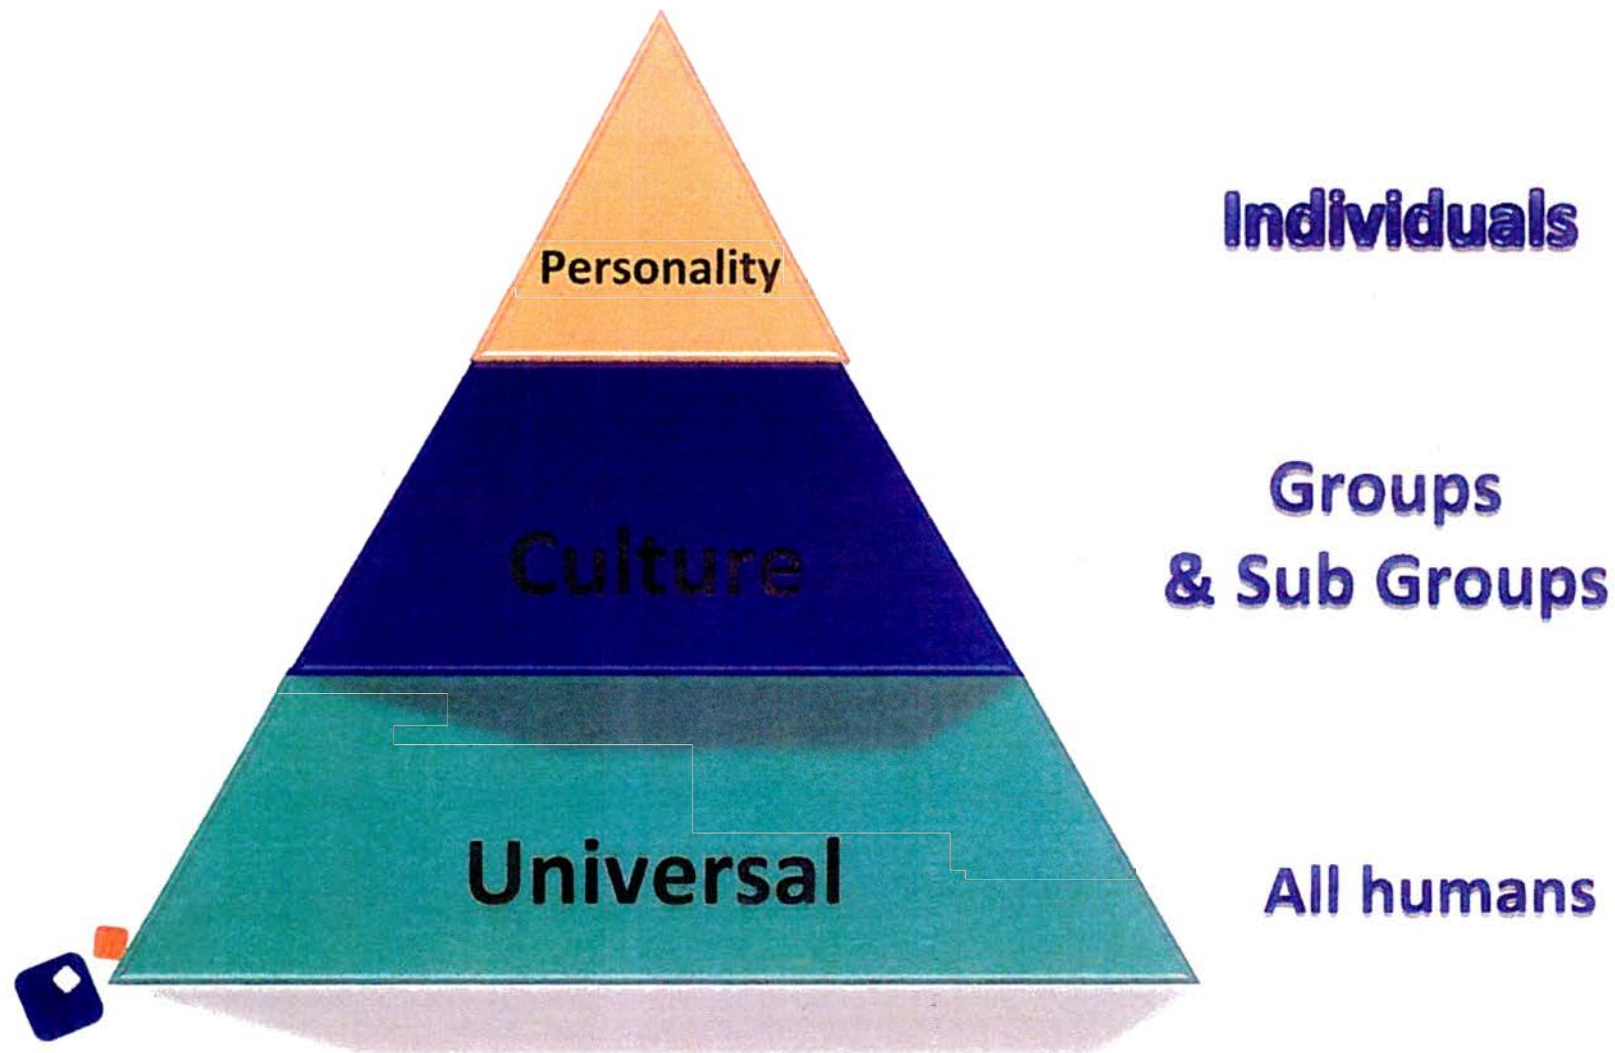 Individuals
Personality
Groups
& Sub Groups
Culture
Universal
All humans